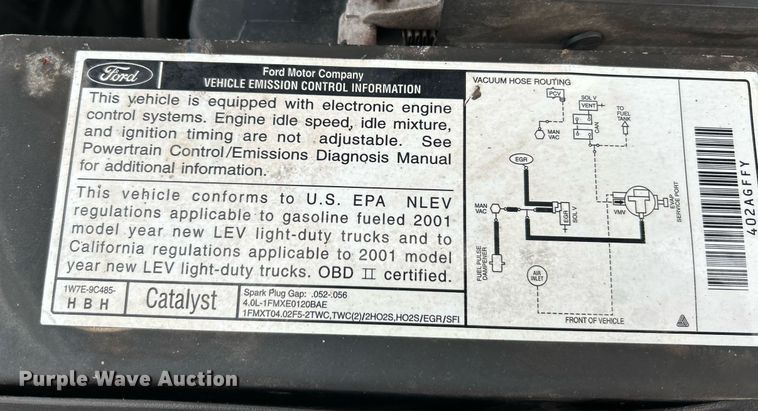 Ford
Ford Motor Company
VEHICLE EMISSION CONTROL INFORMATION
This vehicle is equipped with electronic engine
control systems. Engine idle speed, idle mixture,
and ignition timing are not adjustable. See
Powertrain Control/Emissions Diagnosis Manual
for additional information.
This vehicle conforms to U.S. EPA NLEV
regulations applicable to gasoline fueled 2001
model year new LEV light-duty trucks and to
California regulations applicable to 2001 model
year new LEV light-duty trucks. OBD II certified.
1W7E-9C485-
HBH
Catalyst
Spark Plug Gap: .052-.056
4.0L-1FMXE0120BAE
1FMXT04.02F5-2TWC,TWC(2)/2HO2S,HO2S/EGR/SFI
VACUUM HOSE ROUTING
PCV
SOL V
VENT
CAN
TO
FUEL
TANK
MAN
VAC
EGR
MAN
VAC
EGR
SOL V
VMV
EVAP
SERVICE PORT
FUEL PULSE
DAMPENER
AIR
INLET
FRONT OF VEHICLE
402AGFFY
Purple Wave Auction